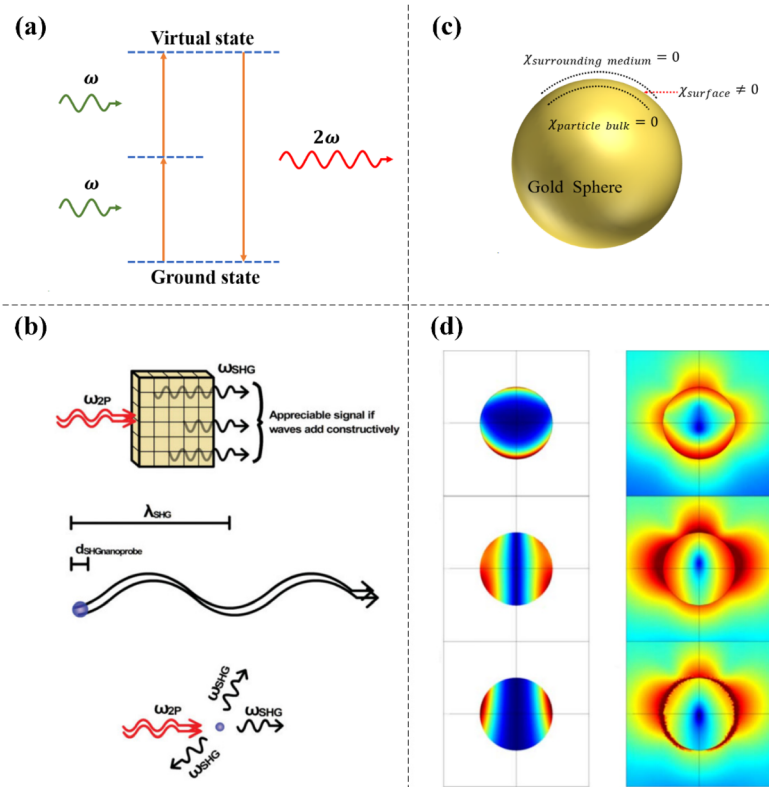 (a)
Virtual state
ω
2ω
ω
Ground state
(c)
χsurrounding medium = 0
χsurface ≠ 0
χparticle bulk = 0
Gold Sphere
(b)
ωSHG
ω2P
Appreciable signal if
waves add constructively
λSHG
dSHGnanoprobe
ωSHG
ω2P
ωSHG
ωSHG
(d)